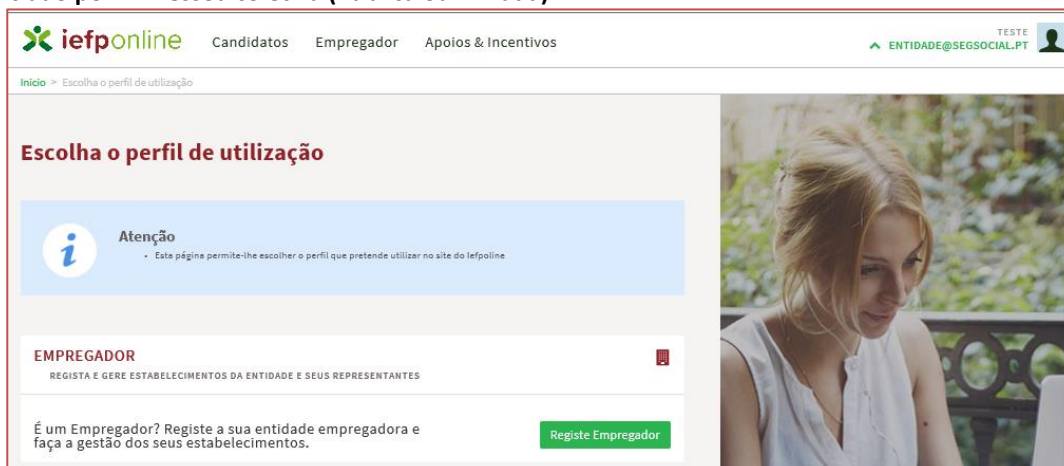 iefponline Candidatos Empregador Apoios & Incentivos
TESTE
ENTIDADE@SEGSOCIAL.PT
Início > Escolha o perfil de utilização
Escolha o perfil de utilização
Atenção
• Esta página permite-lhe escolher o perfil que pretende utilizar no site do Iefpoline
EMPREGADOR
REGISTA E GERE ESTABELECIMENTOS DA ENTIDADE E SEUS REPRESENTANTES
É um Empregador? Registe a sua entidade empregadora e
faça a gestão dos seus estabelecimentos.
Registe Empregador